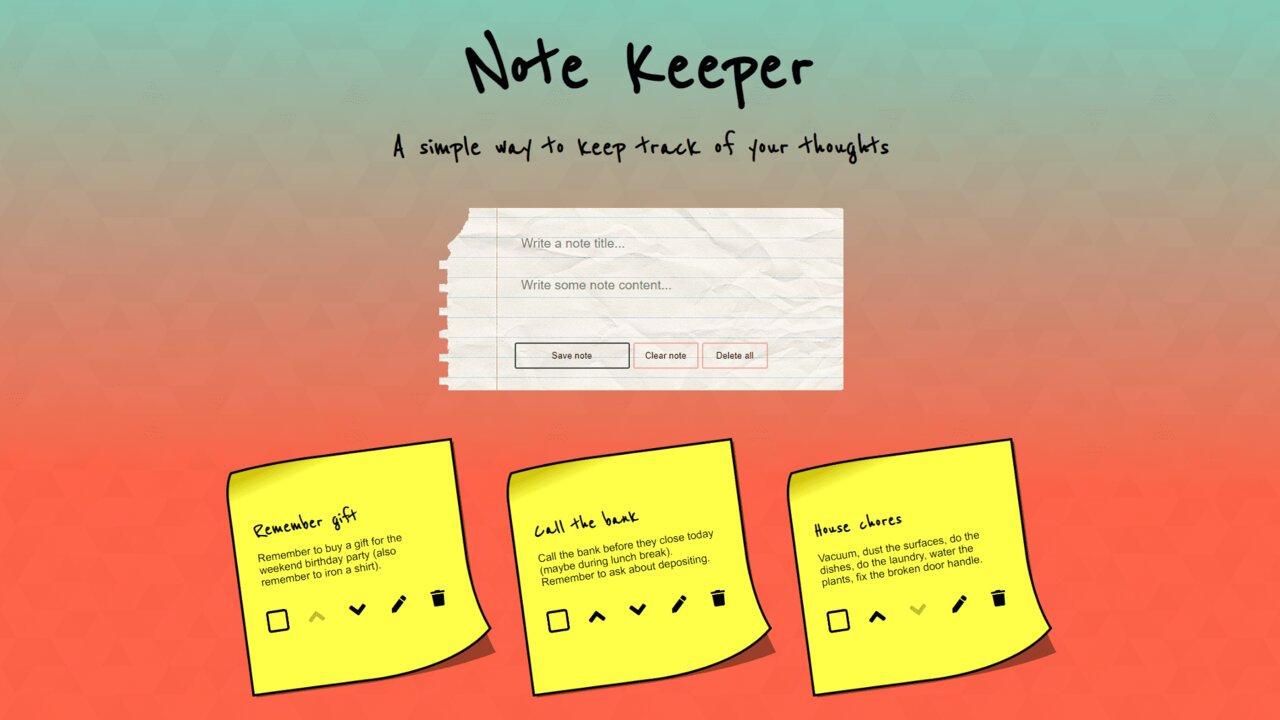 Note Keeper
A simple way to keep track of your thoughts
Write a note title...
Write some note content...
Save note
Clear note
Delete all
Remember gift
Remember to buy a gift for the
weekend birthday party (also
remember to iron a shirt).
Call the bank
Call the bank before they close today
(maybe during lunch break).
Remember to ask about depositing.
House chores
Vacuum, dust the surfaces, do the
dishes, do the laundry, water the
plants, fix the broken door handle.